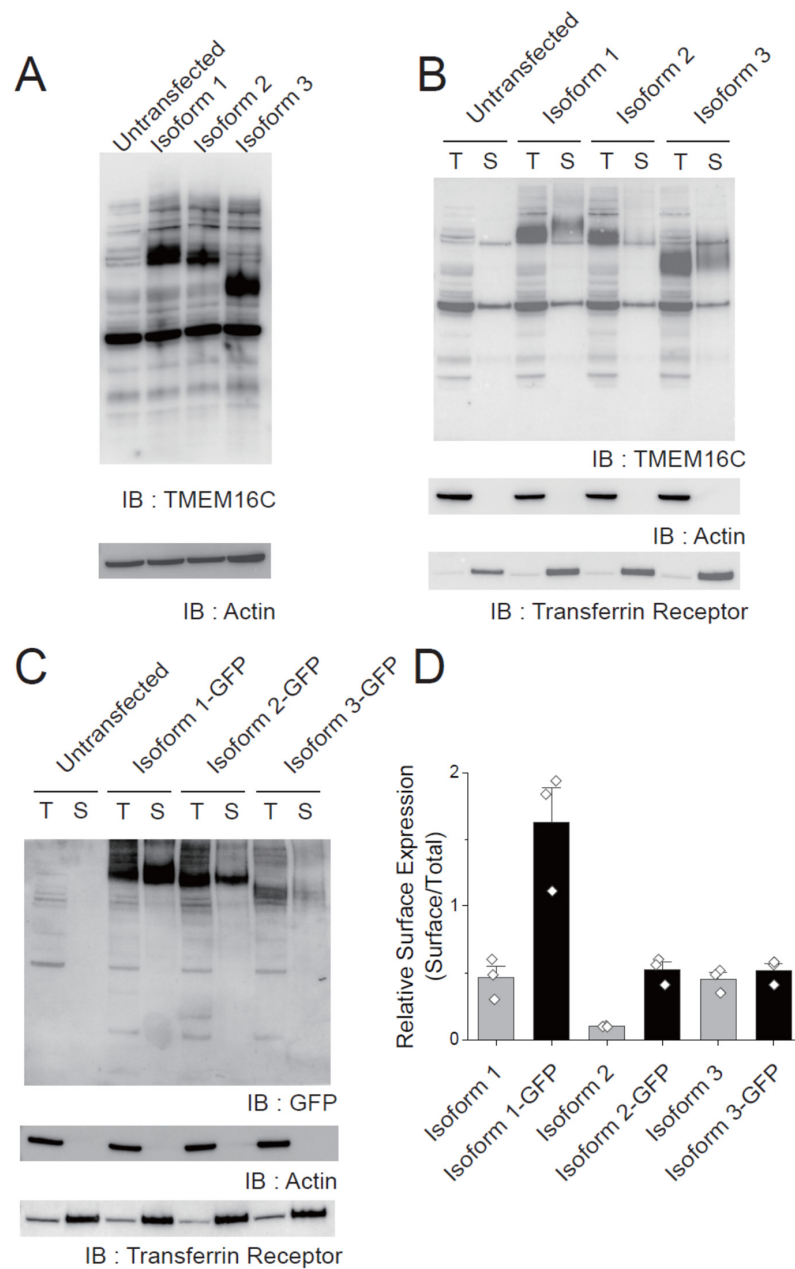 A
Untransfected
Isoform 1
Isoform 2
Isoform 3
IB : TMEM16C
IB : Actin
B
Untransfected
Isoform 1
Isoform 2
Isoform 3
T S T S T S T S
IB : TMEM16C
IB : Actin
IB : Transferrin Receptor
C
Untransfected
Isoform 1-GFP
Isoform 2-GFP
Isoform 3-GFP
T S T S T S T S
IB : GFP
IB : Actin
IB : Transferrin Receptor
D
Relative Surface Expression
(Surface/Total)
2
1
0
Isoform 1
Isoform 1-GFP
Isoform 2
Isoform 2-GFP
Isoform 3
Isoform 3-GFP